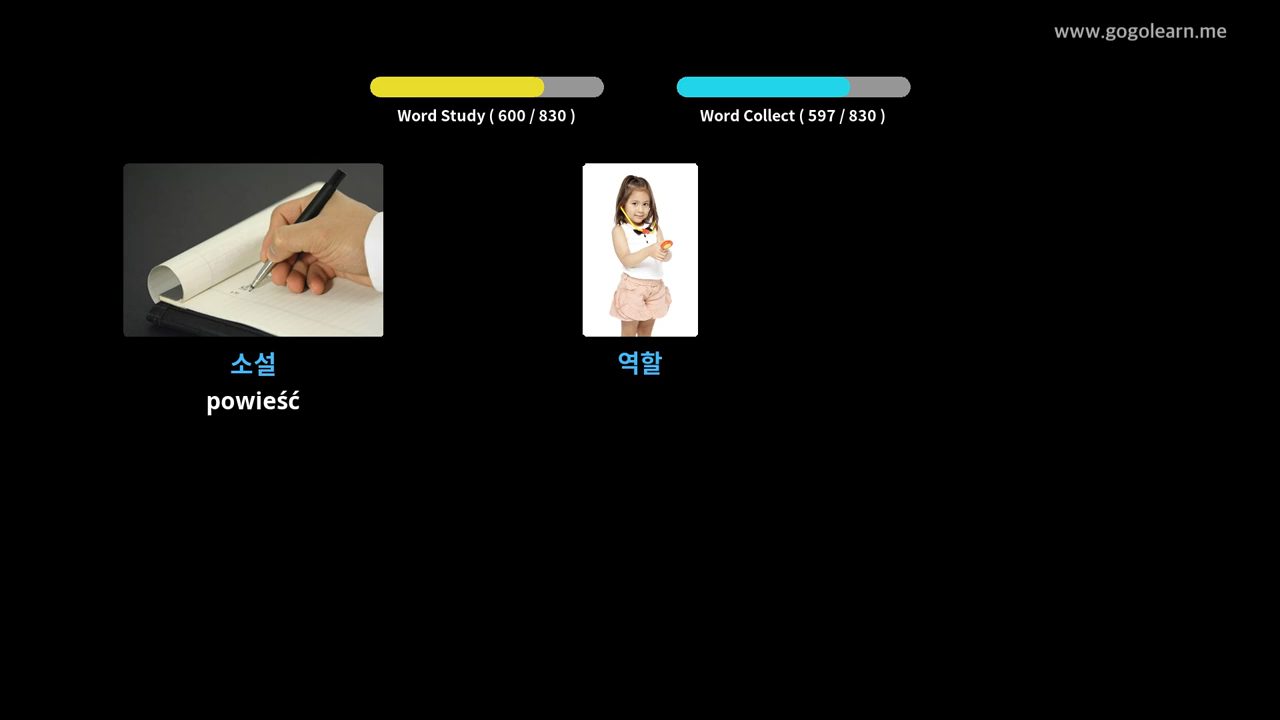 www.gogolearn.me
Word Study ( 600 / 830 )
Word Collect ( 597 / 830 )
소설
powieść
역할